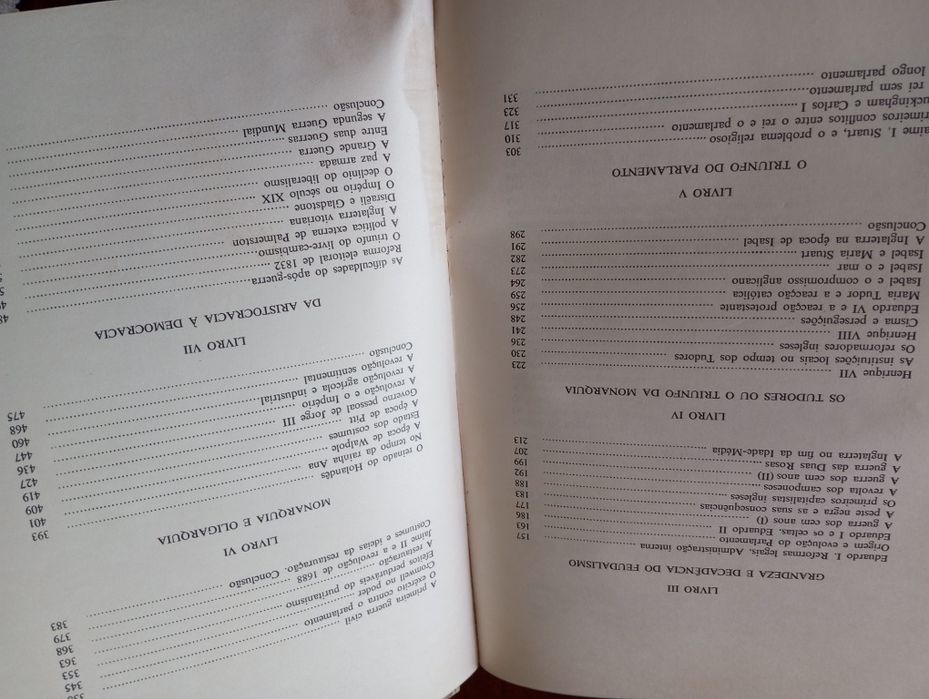 LIVRO III
GRANDEZA E DECADÊNCIA DO FEUDALISMO
Eduardo I. Reformas legais, Administração interna ........ 157
Origem e evolução do Parlamento ........ 163
Eduardo I e os celtas. Eduardo II ........ 186
A guerra dos cem anos (I) ........ 177
A peste negra e as suas consequências ........ 183
Os primeiros capitalistas ingleses ........ 188
A revolta dos camponeses ........ 192
A guerra dos cem anos (II) ........ 199
A guerra das Duas Rosas ........ 207
A Inglaterra no fim da Idade-Média ........ 213
LIVRO IV
OS TUDORES OU O TRIUNFO DA MONARQUIA
Henrique VII ........ 223
As instituições locais no tempo dos Tudores ........ 230
Os reformadores ingleses ........ 236
Henrique VIII ........ 241
Cisma e perseguições ........ 248
Eduardo VI e a reacção protestante ........ 256
Maria Tudor e a reacção católica ........ 259
Isabel e o compromisso anglicano ........ 264
Isabel e o mar ........ 273
Isabel e Maria Stuart ........ 282
A Inglaterra na época de Isabel ........ 291
Conclusão ........ 298
LIVRO V
O TRIUNFO DO PARLAMENTO
aime I, Stuart, e o problema religioso ........ 303
rimeiros conflitos entre o rei e o parlamento ........ 310
uckingham e Carlos I ........ 317
rei sem parlamento ........ 323
longo parlamento ........ 331
A primeira guerra civil ........
O exército contra o parlamento ........ 345
Cromwell no poder ........ 353
Efeitos perduráveis do puritanismo ........ 363
A restauração ........ 368
Jaime II e a revolução de 1688 ........ 379
Costumes e ideias da restauração. Conclusão ........ 383
LIVRO VI
MONARQUIA E OLIGARQUIA
O reinado do Holandês ........ 393
No tempo da rainha Ana ........ 401
A época de Walpole ........ 409
Estado dos costumes ........ 419
A época de Pitt ........ 427
Governo pessoal de Jorge III ........ 436
A revolução e o Império ........ 447
A revolução agrícola e industrial ........ 460
A revolução sentimental ........ 468
Conclusão ........ 475
LIVRO VII
DA ARISTOCRACIA À DEMOCRACIA
As dificuldades do após-guerra ........ 48
Reforma eleitoral de 1832 ........
O triunfo do livre-cambismo ........
A política externa de Palmerston ........
A Inglaterra vitoriana ........
Disraëli e Gladstone ........
O Império no século XIX ........
O declínio do liberalismo ........
A paz armada ........
A Grande Guerra ........
Entre duas Guerras ........
A segunda Guerra Mundial ........
Conclusão ........